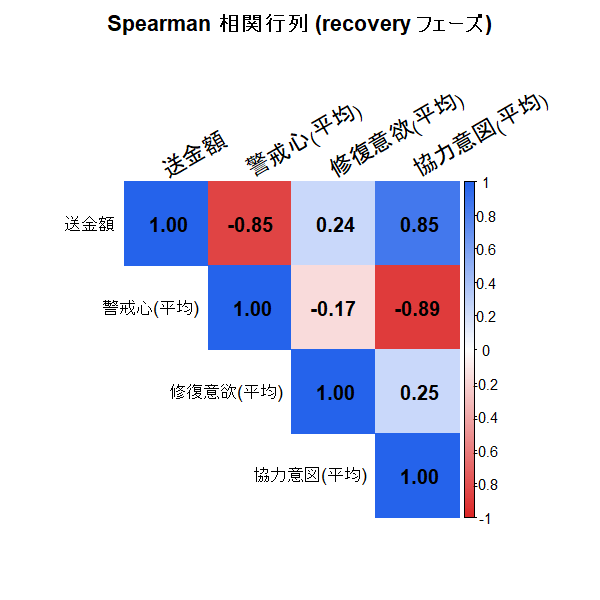 Spearman 相関行列 (recovery フェーズ)
送金額 警戒心(平均) 修復意欲(平均) 協力意図(平均)
送金額 1.00 -0.85 0.24 0.85
警戒心(平均) 1.00 -0.17 -0.89
修復意欲(平均) 1.00 0.25
協力意図(平均) 1.00
1
0.8
0.6
0.4
0.2
0
-0.2
-0.4
-0.6
-0.8
-1